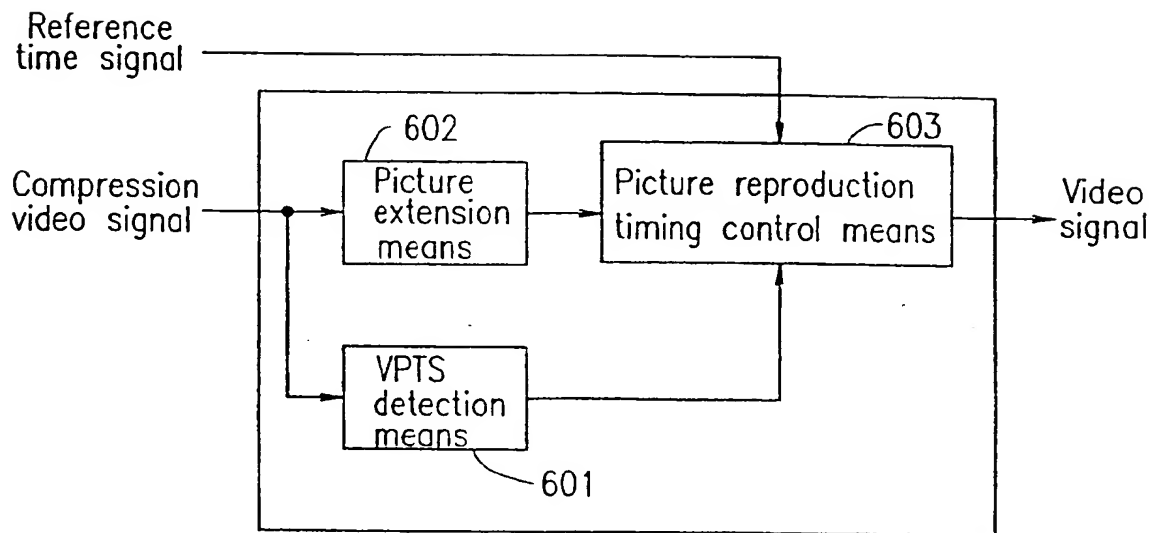 Reference
time signal
602
603
Compression
video signal
Picture
extension
means
Picture reproduction
timing control means
Video
signal
VPTS
detection
means
601